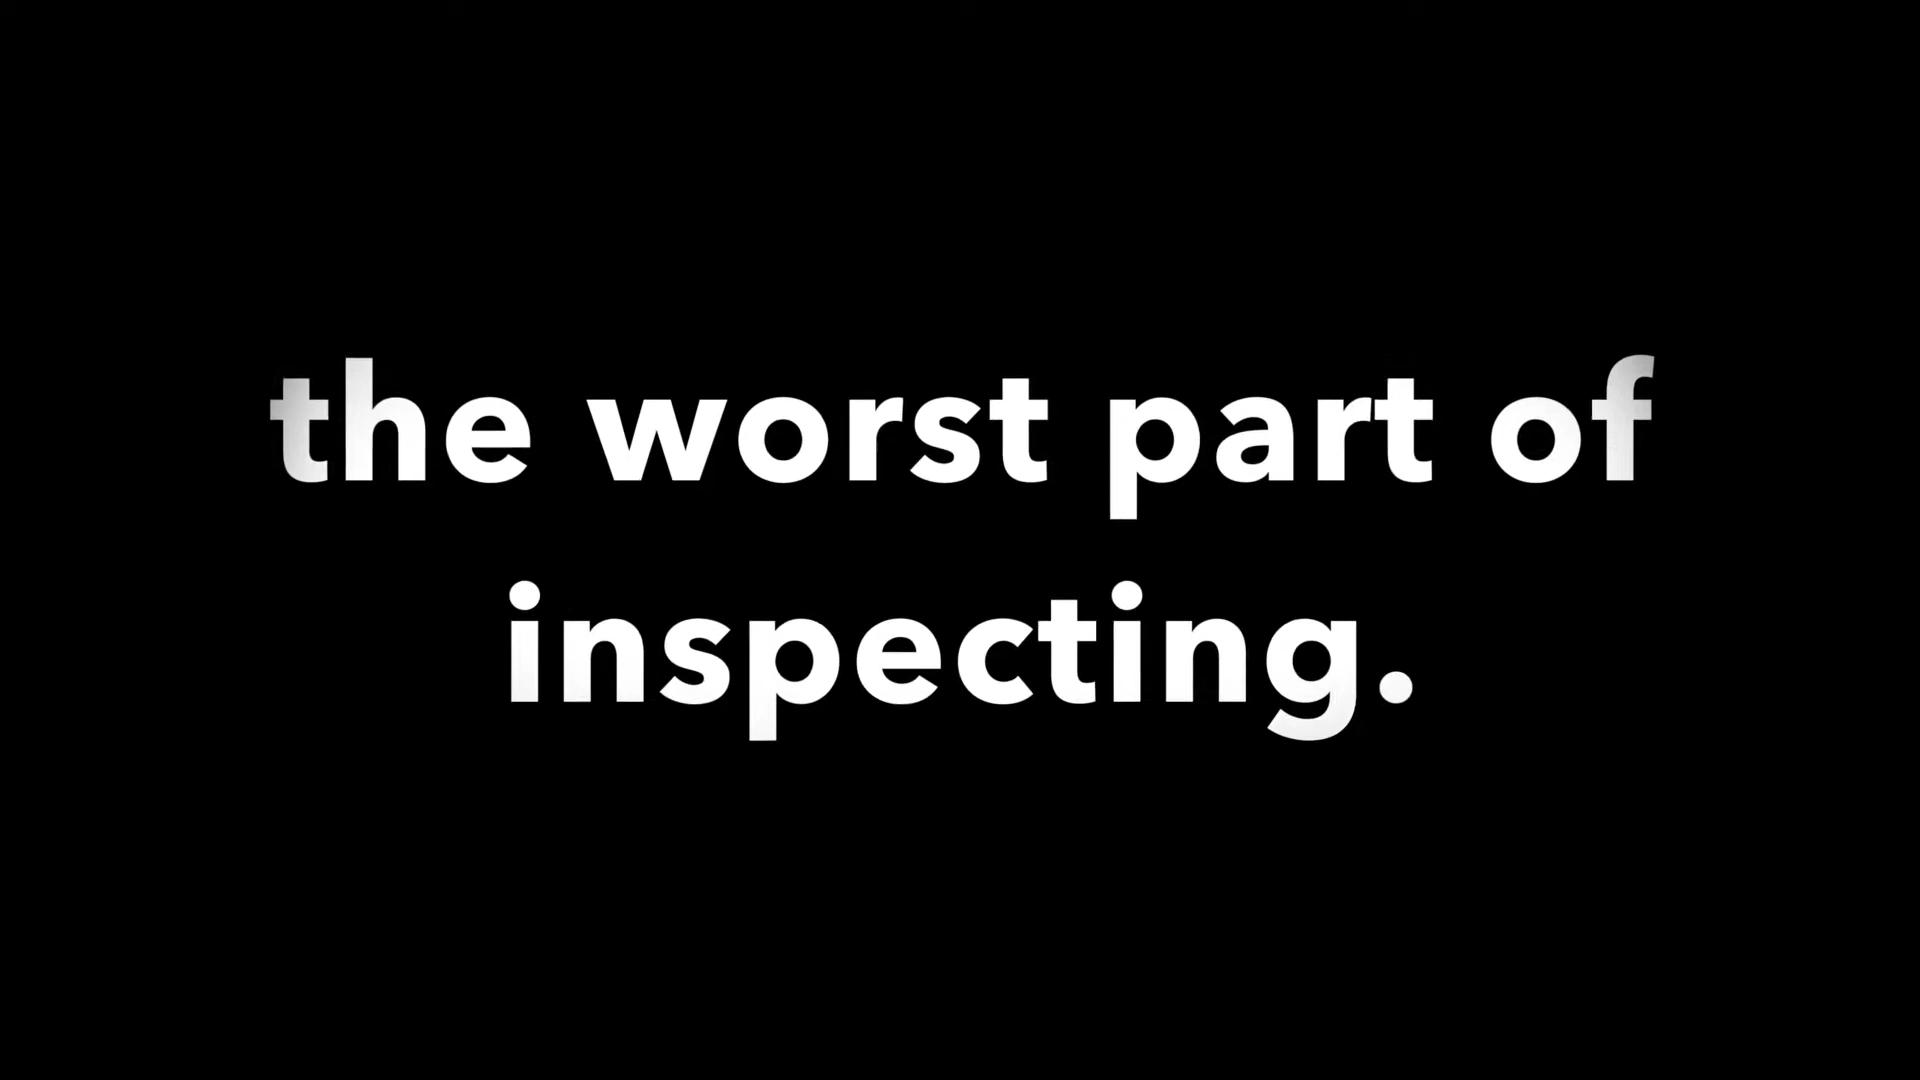 the worst part of
inspecting.